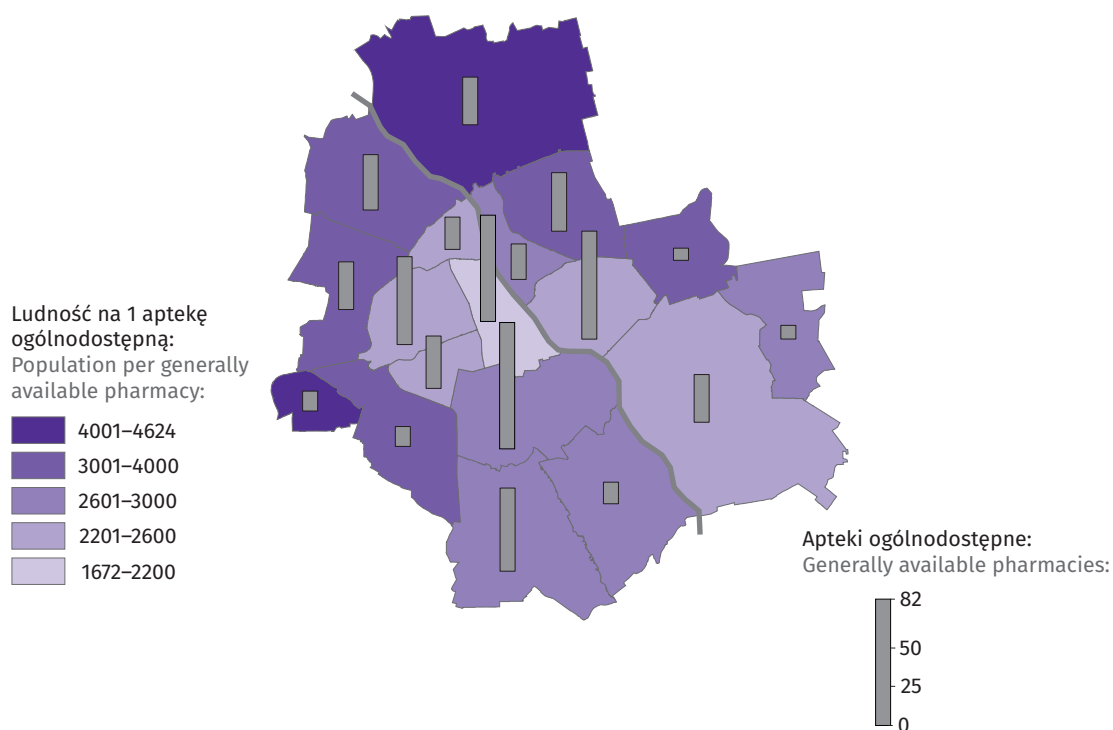 Ludność na 1 aptekę
ogólnodostępną:
Population per generally
available pharmacy:
4001–4624
3001–4000
2601–3000
2201–2600
1672–2200
Apteki ogólnodostępne:
Generally available pharmacies:
82
50
25
0